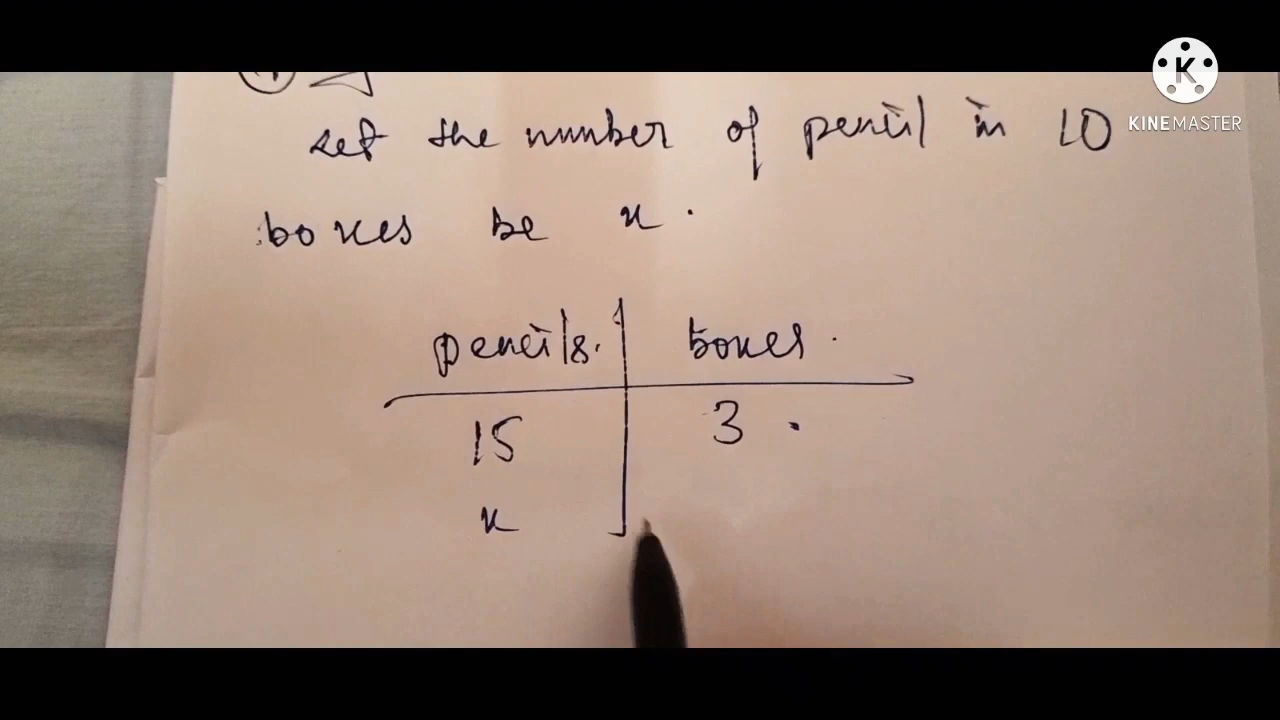 K
KINEMASTER
Let the number of pencil in 10
boxes be x.
pencils. boxes.
15 3.
x